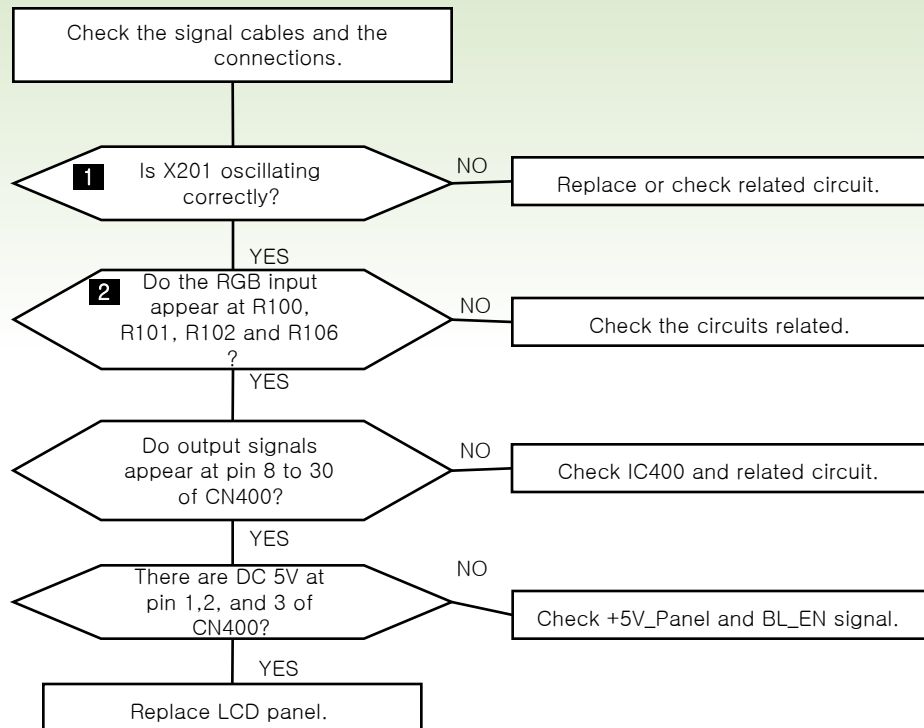 Check the signal cables and the
connections.
1
Is X201 oscillating
correctly?
NO
Replace or check related circuit.
YES
2
Do the RGB input
appear at R100,
R101, R102 and R106
?
NO
Check the circuits related.
YES
Do output signals
appear at pin 8 to 30
of CN400?
NO
Check IC400 and related circuit.
YES
There are DC 5V at
pin 1,2, and 3 of
CN400?
NO
Check +5V_Panel and BL_EN signal.
YES
Replace LCD panel.